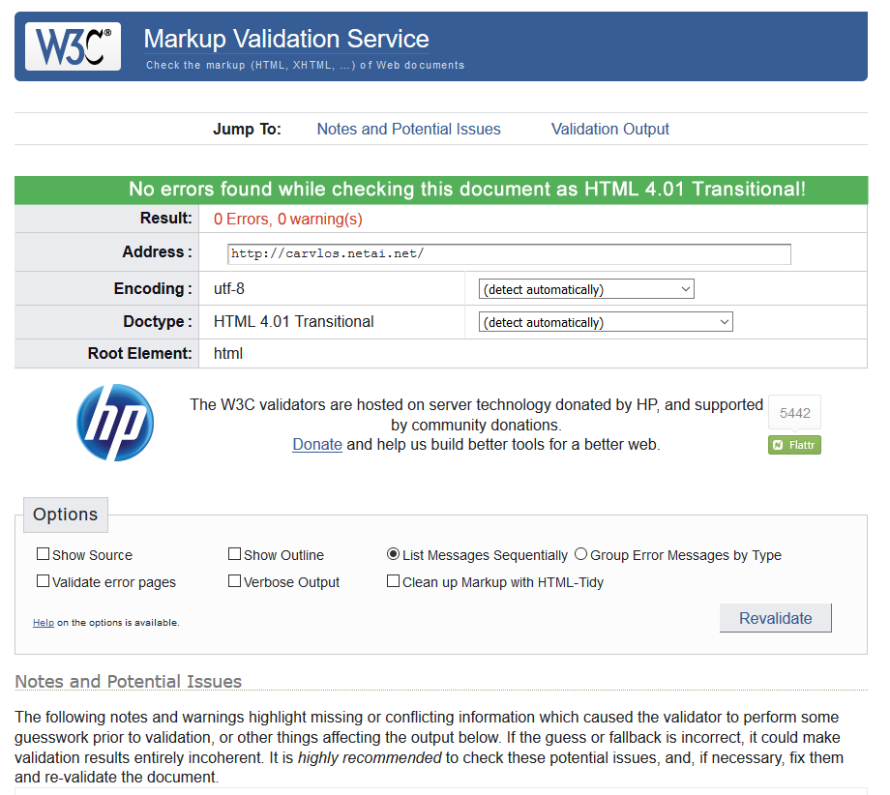 W3C®
Markup Validation Service
Check the markup (HTML, XHTML, ...) of Web documents
Jump To: Notes and Potential Issues Validation Output
No errors found while checking this document as HTML 4.01 Transitional!
Result: 0 Errors, 0 warning(s)
Address : http://carvlos.netai.net/
Encoding : utf-8 (detect automatically)
Doctype : HTML 4.01 Transitional (detect automatically)
Root Element: html
hp
The W3C validators are hosted on server technology donated by HP, and supported
by community donations.
Donate and help us build better tools for a better web.
5442
Flattr
Options
Show Source Show Outline List Messages Sequentially Group Error Messages by Type
Validate error pages Verbose Output Clean up Markup with HTML-Tidy
Help on the options is available.
Revalidate
Notes and Potential Issues
The following notes and warnings highlight missing or conflicting information which caused the validator to perform some
guesswork prior to validation, or other things affecting the output below. If the guess or fallback is incorrect, it could make
validation results entirely incoherent. It is highly recommended to check these potential issues, and, if necessary, fix them
and re-validate the document.